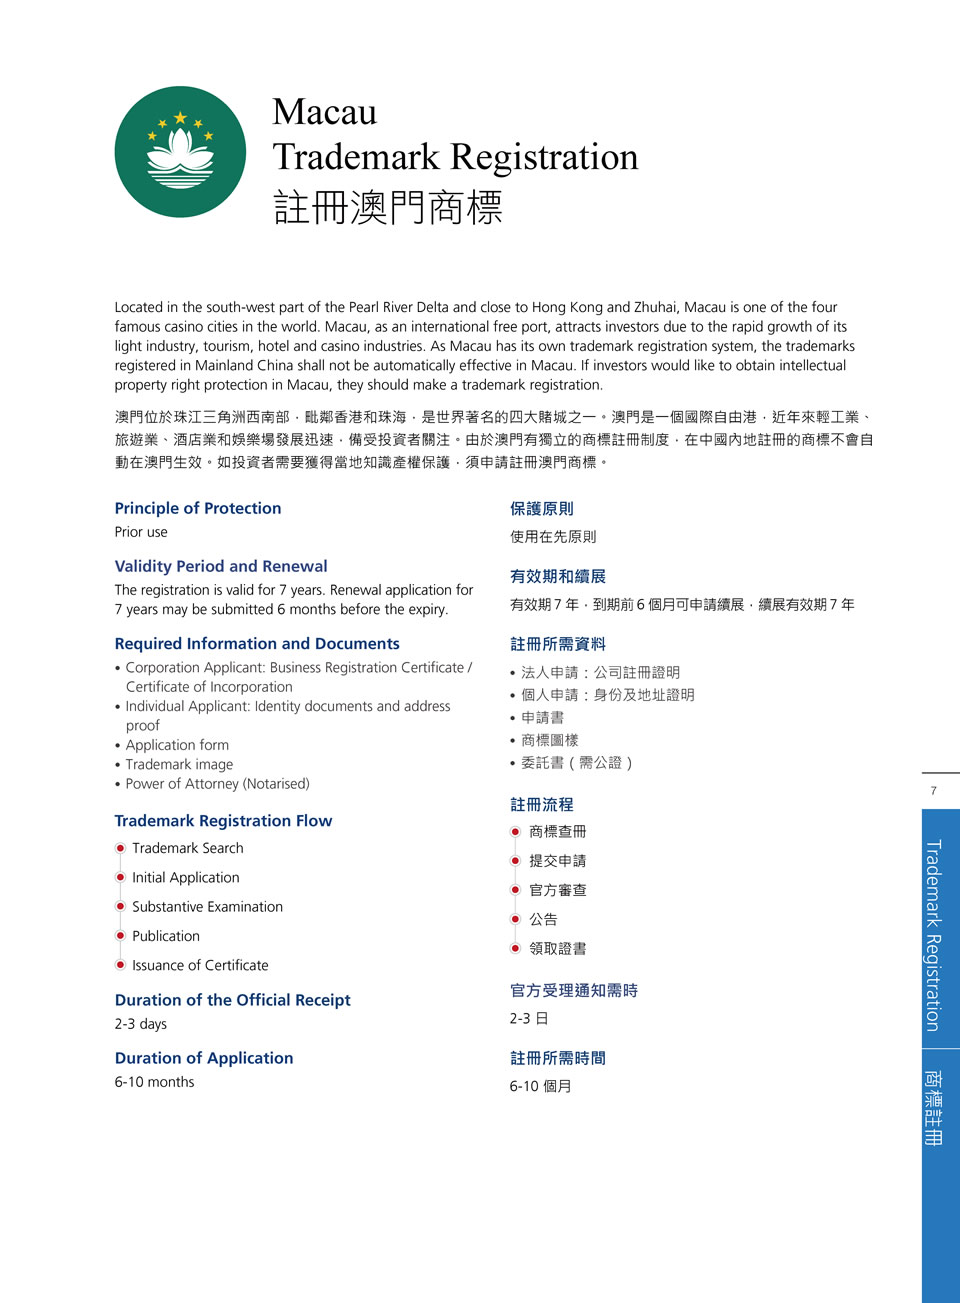 Macau
Trademark Registration
註冊澳門商標
Located in the south-west part of the Pearl River Delta and close to Hong Kong and Zhuhai, Macau is one of the four
famous casino cities in the world. Macau, as an international free port, attracts investors due to the rapid growth of its
light industry, tourism, hotel and casino industries. As Macau has its own trademark registration system, the trademarks
registered in Mainland China shall not be automatically effective in Macau. If investors would like to obtain intellectual
property right protection in Macau, they should make a trademark registration.
澳門位於珠江三角洲西南部，毗鄰香港和珠海，是世界著名的四大賭城之一。澳門是一個國際自由港，近年來輕工業、
旅遊業、酒店業和娛樂場發展迅速，備受投資者關注。由於澳門有獨立的商標註冊制度，在中國內地註冊的商標不會自
動在澳門生效。如投資者需要獲得當地知識產權保護，須申請註冊澳門商標。
Principle of Protection
Prior use
Validity Period and Renewal
The registration is valid for 7 years. Renewal application for
7 years may be submitted 6 months before the expiry.
Required Information and Documents
• Corporation Applicant: Business Registration Certificate /
Certificate of Incorporation
• Individual Applicant: Identity documents and address
proof
• Application form
• Trademark image
• Power of Attorney (Notarised)
Trademark Registration Flow
Trademark Search
Initial Application
Substantive Examination
Publication
Issuance of Certificate
Duration of the Official Receipt
2-3 days
Duration of Application
6-10 months
保護原則
使用在先原則
有效期和續展
有效期 7 年，到期前 6 個月可申請續展，續展有效期 7 年
註冊所需資料
• 法人申請：公司註冊證明
• 個人申請：身份及地址證明
• 申請書
• 商標圖樣
• 委託書（需公證）
註冊流程
商標查冊
提交申請
官方審查
公告
領取證書
官方受理通知需時
2-3 日
註冊所需時間
6-10 個月
7
Trademark Registration
商標註冊